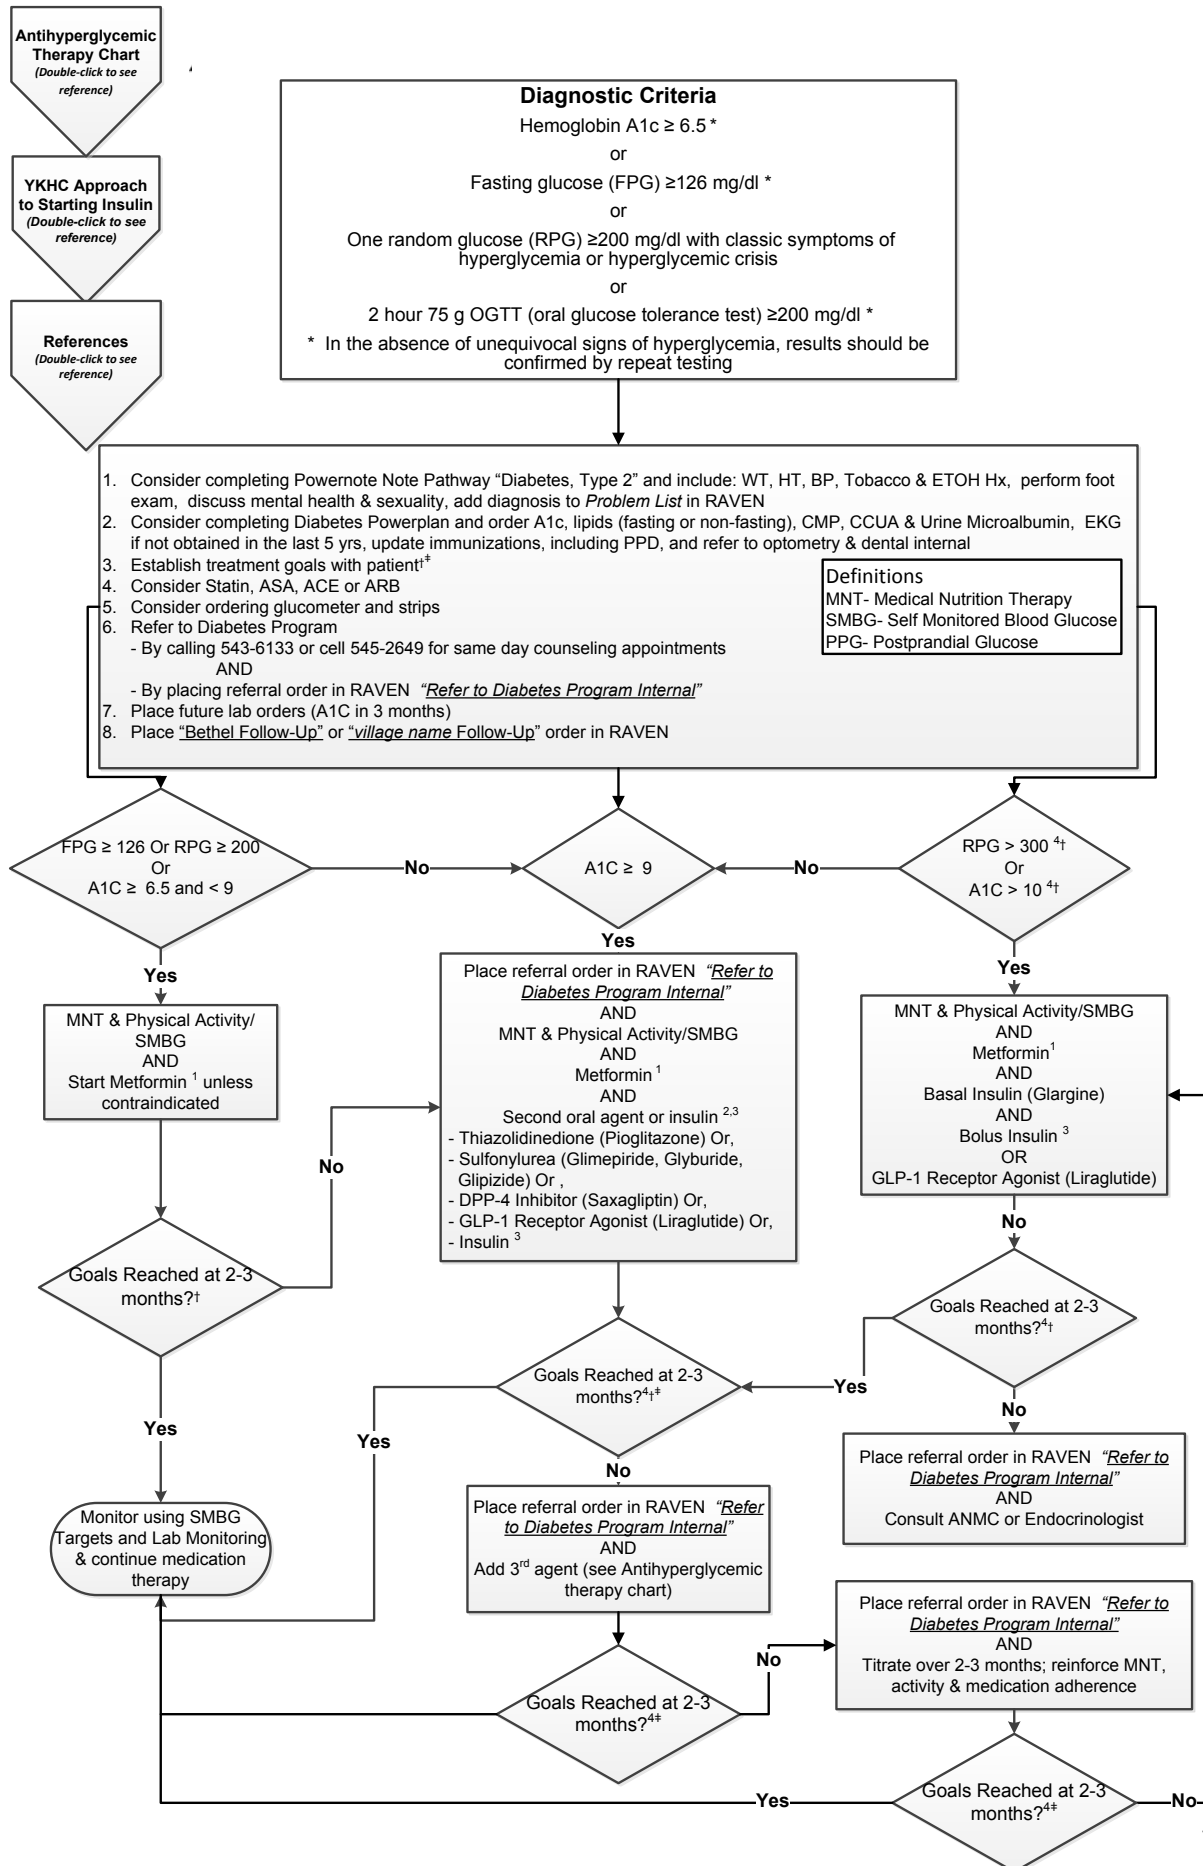 Antihyperglycemic
Therapy Chart
(Double-click to see
reference)
YKHC Approach
to Starting Insulin
(Double-click to see
reference)
References
(Double-click to see
reference)
Diagnostic Criteria
Hemoglobin A1c ≥ 6.5 *
or
Fasting glucose (FPG) ≥126 mg/dl *
or
One random glucose (RPG) ≥200 mg/dl with classic symptoms of
hyperglycemia or hyperglycemic crisis
or
2 hour 75 g OGTT (oral glucose tolerance test) ≥200 mg/dl *
* In the absence of unequivocal signs of hyperglycemia, results should be
confirmed by repeat testing
1. Consider completing Powernote Note Pathway “Diabetes, Type 2” and include: WT, HT, BP, Tobacco & ETOH Hx, perform foot
exam, discuss mental health & sexuality, add diagnosis to Problem List in RAVEN
2. Consider completing Diabetes Powerplan and order A1c, lipids (fasting or non-fasting), CMP, CCUA & Urine Microalbumin, EKG
if not obtained in the last 5 yrs, update immunizations, including PPD, and refer to optometry & dental internal
3. Establish treatment goals with patient†‡
4. Consider Statin, ASA, ACE or ARB
5. Consider ordering glucometer and strips
6. Refer to Diabetes Program
- By calling 543-6133 or cell 545-2649 for same day counseling appointments
AND
- By placing referral order in RAVEN “Refer to Diabetes Program Internal”
7. Place future lab orders (A1C in 3 months)
8. Place “Bethel Follow-Up” or “village name Follow-Up” order in RAVEN
Definitions
MNT- Medical Nutrition Therapy
SMBG- Self Monitored Blood Glucose
PPG- Postprandial Glucose
FPG ≥ 126 Or RPG ≥ 200
Or
A1C ≥ 6.5 and < 9
No
A1C ≥ 9
No
RPG > 300 4†
Or
A1C > 10 4†
Yes
MNT & Physical Activity/
SMBG
AND
Start Metformin 1 unless
contraindicated
No
Goals Reached at 2-3
months?†
Yes
Monitor using SMBG
Targets and Lab Monitoring
& continue medication
therapy
Yes
Place referral order in RAVEN “Refer to
Diabetes Program Internal”
AND
MNT & Physical Activity/SMBG
AND
Metformin 1
AND
Second oral agent or insulin 2,3
- Thiazolidinedione (Pioglitazone) Or,
- Sulfonylurea (Glimepiride, Glyburide,
Glipizide) Or ,
- DPP-4 Inhibitor (Saxagliptin) Or,
- GLP-1 Receptor Agonist (Liraglutide) Or,
- Insulin 3
Goals Reached at 2-3
months?4†‡
Yes
No
Place referral order in RAVEN “Refer
to Diabetes Program Internal”
AND
Add 3rd agent (see Antihyperglycemic
therapy chart)
Goals Reached at 2-3
months?4‡
No
Yes
MNT & Physical Activity/SMBG
AND
Metformin1
AND
Basal Insulin (Glargine)
AND
Bolus Insulin 3
OR
GLP-1 Receptor Agonist (Liraglutide)
No
Goals Reached at 2-3
months?4†
Yes
No
Place referral order in RAVEN “Refer to
Diabetes Program Internal”
AND
Consult ANMC or Endocrinologist
Place referral order in RAVEN “Refer to
Diabetes Program Internal”
AND
Titrate over 2-3 months; reinforce MNT,
activity & medication adherence
Goals Reached at 2-3
months?4‡
Yes
No